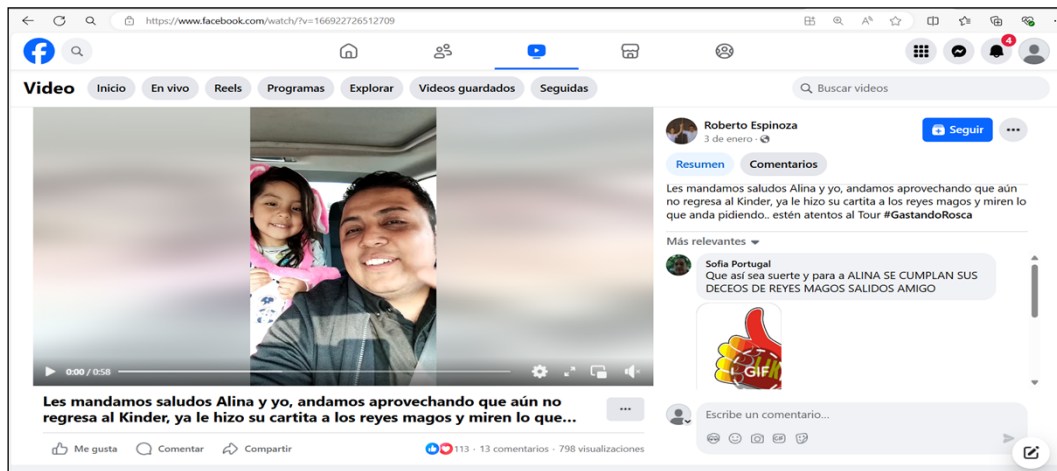 https://www.facebook.com/watch/?v=166922726512709
4
Video
Inicio
En vivo
Reels
Programas
Explorar
Videos guardados
Seguidas
Buscar videos
0:00 / 0:58
Les mandamos saludos Alina y yo, andamos aprovechando que aún no
regresa al Kinder, ya le hizo su cartita a los reyes magos y miren lo que...
Me gusta
Comentar
Compartir
113 · 13 comentarios · 798 visualizaciones
Roberto Espinoza
3 de enero ·
Seguir
Resumen
Comentarios
Les mandamos saludos Alina y yo, andamos aprovechando que aún
no regresa al Kinder, ya le hizo su cartita a los reyes magos y miren lo
que anda pidiendo.. estén atentos al Tour #GastandoRosca
Más relevantes
Sofia Portugal
Que así sea suerte y para a ALINA SE CUMPLAN SUS
DECEOS DE REYES MAGOS SALIDOS AMIGO
GIF
Escribe un comentario...
GIF